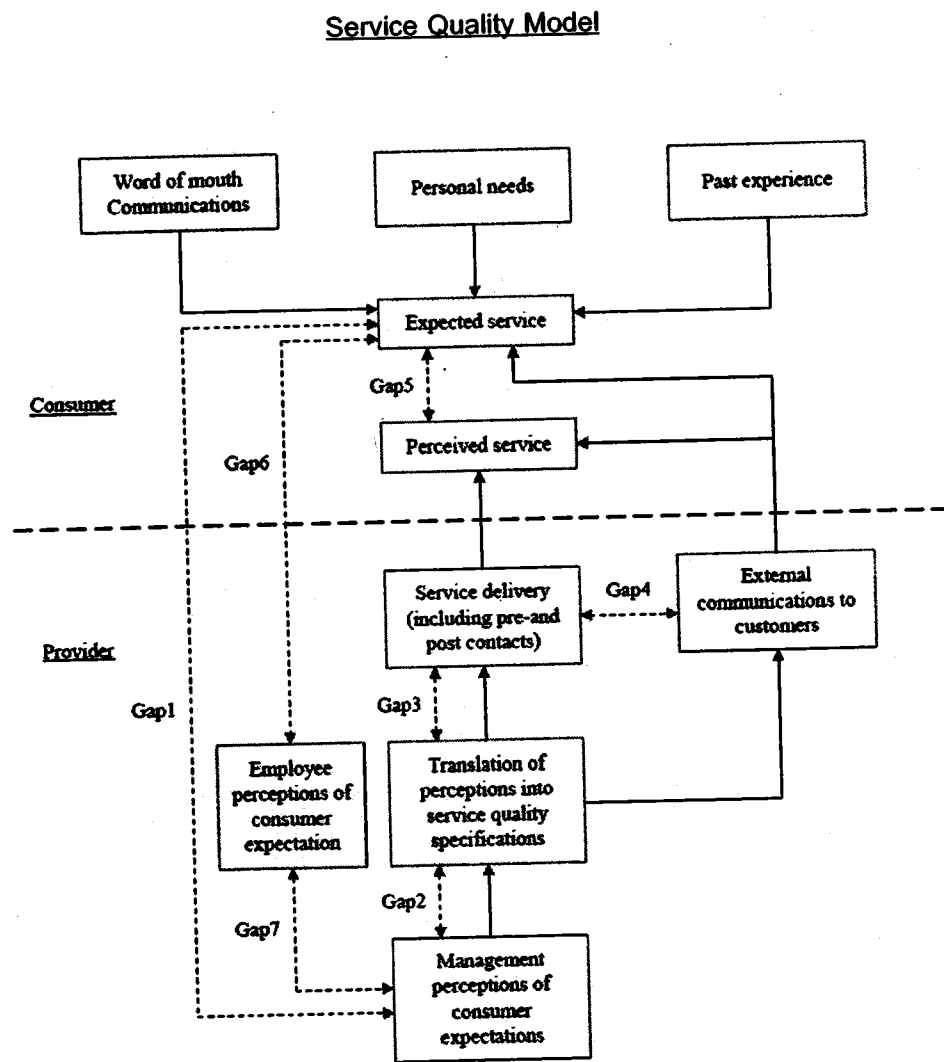 Service Quality Model
Word of mouth
Communications
Personal needs
Past experience
Expected service
Gap5
Consumer
Perceived service
Gap6
Service delivery
(including pre-and
post contacts)
Gap4
External
communications to
customers
Provider
Gap1
Gap3
Employee
perceptions of
consumer
expectation
Translation of
perceptions into
service quality
specifications
Gap2
Gap7
Management
perceptions of
consumer
expectations